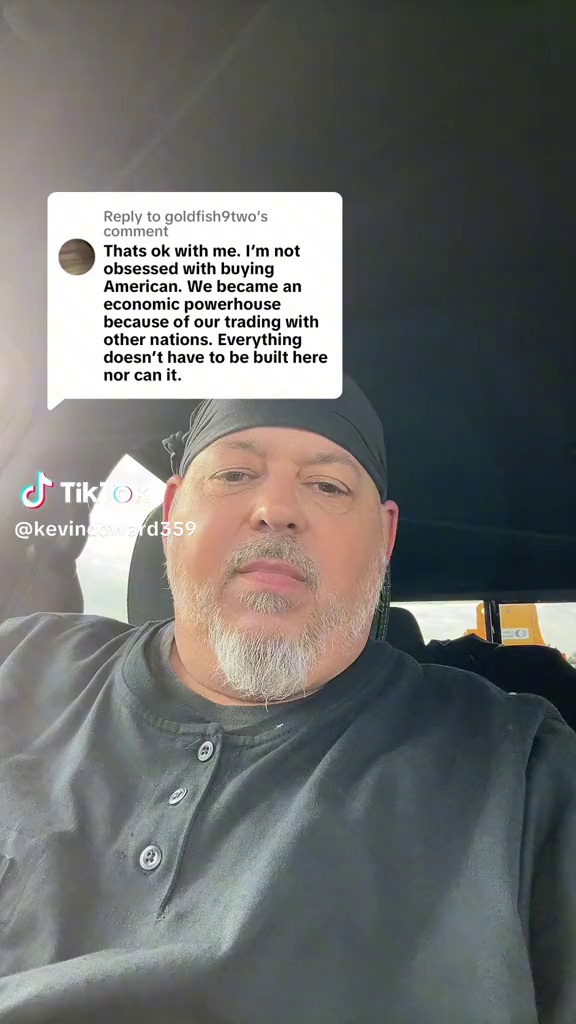 Reply to goldfish9two's
comment
Thats ok with me. I'm not
obsessed with buying
American. We became an
economic powerhouse
because of our trading with
other nations. Everything
doesn't have to be built here
nor can it.
TikTok
@kevincoward359